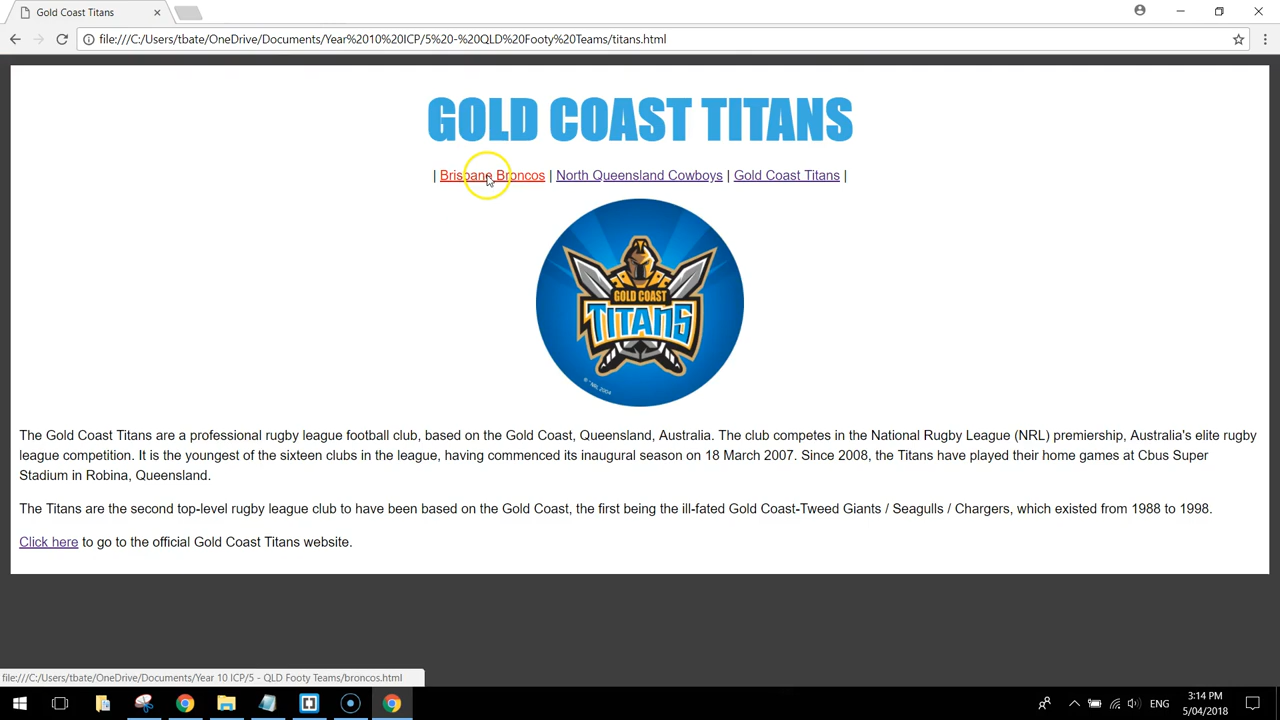 Gold Coast Titans
file:///C:/Users/tbate/OneDrive/Documents/Year%2010%20ICP/5%20-%20QLD%20Footy%20Teams/titans.html
GOLD COAST TITANS
| Brisbane Broncos | North Queensland Cowboys | Gold Coast Titans |
GOLD COAST
TITANS
The Gold Coast Titans are a professional rugby league football club, based on the Gold Coast, Queensland, Australia. The club competes in the National Rugby League (NRL) premiership, Australia's elite rugby
league competition. It is the youngest of the sixteen clubs in the league, having commenced its inaugural season on 18 March 2007. Since 2008, the Titans have played their home games at Cbus Super
Stadium in Robina, Queensland.
The Titans are the second top-level rugby league club to have been based on the Gold Coast, the first being the ill-fated Gold Coast-Tweed Giants / Seagulls / Chargers, which existed from 1988 to 1998.
Click here to go to the official Gold Coast Titans website.
file:///C:/Users/tbate/OneDrive/Documents/Year 10 ICP/5 - QLD Footy Teams/broncos.html
ENG
3:14 PM
5/04/2018